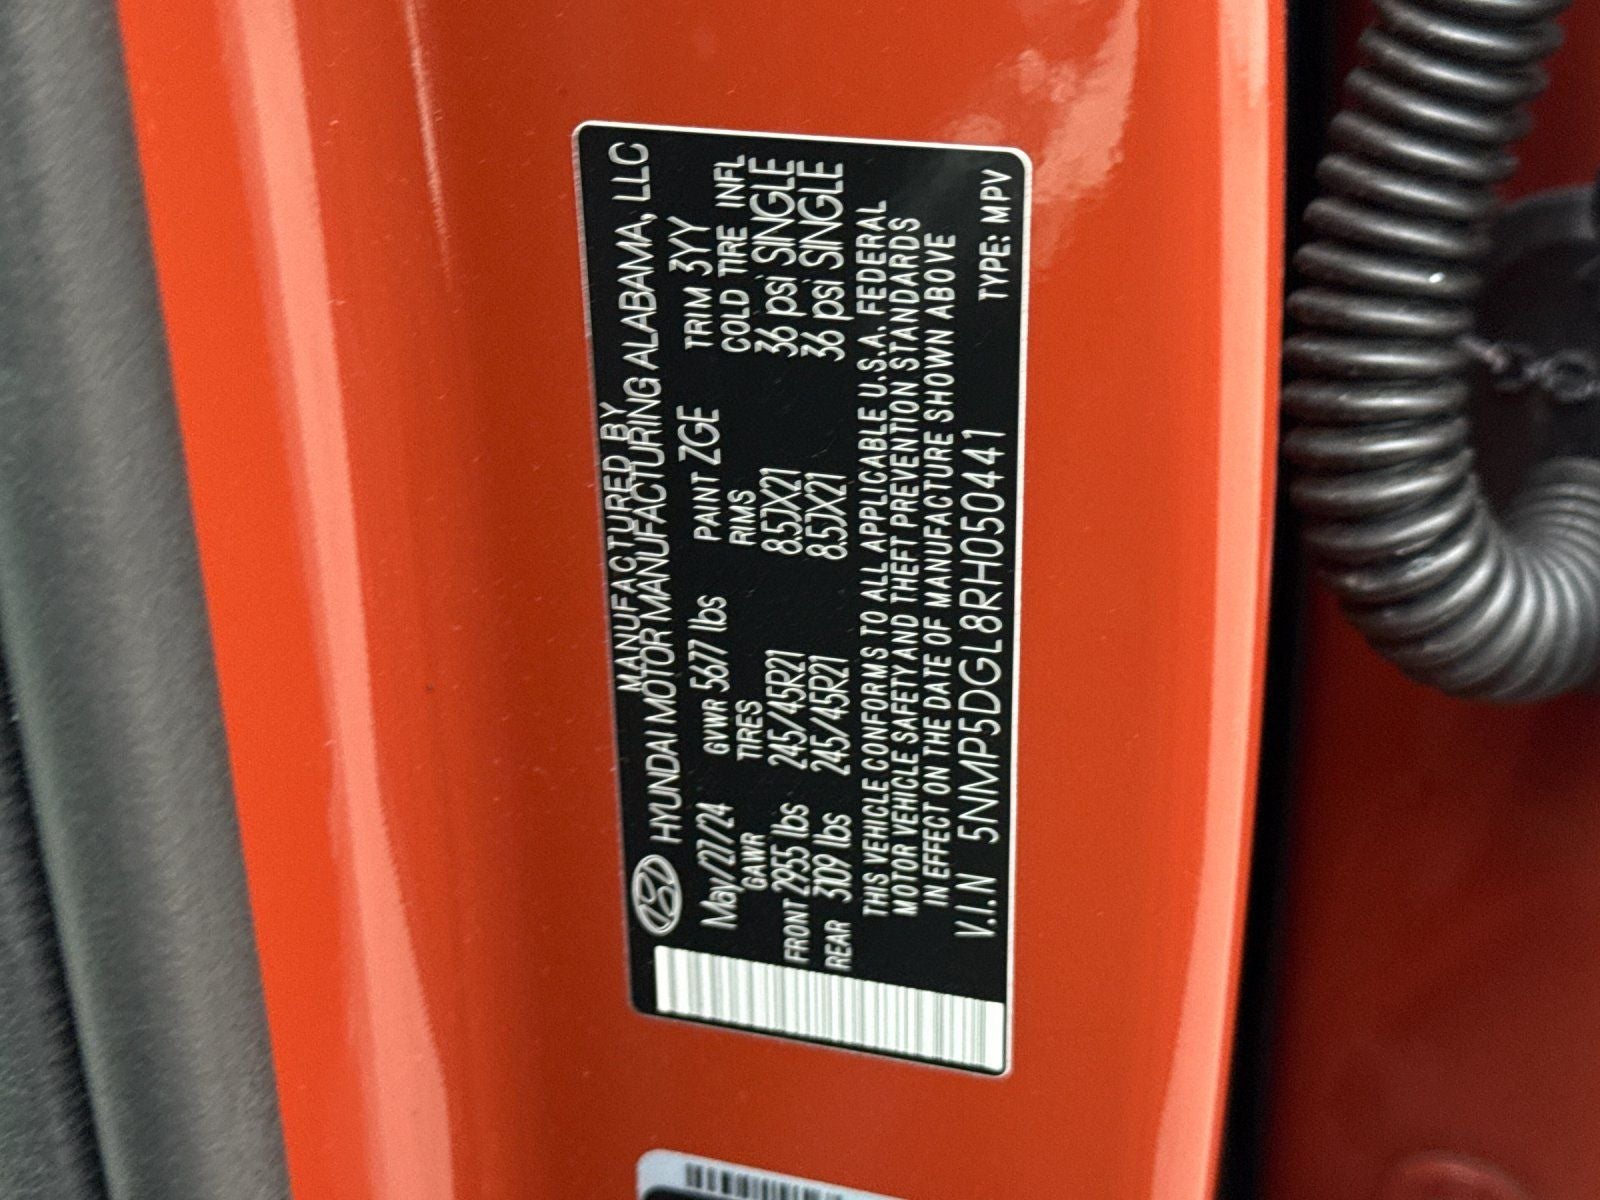 MANUFACTURED BY
HYUNDAI MOTOR MANUFACTURING ALABAMA, LLC
May/27/24 GVWR 5677 lbs PAINT ZGE TRIM 3YY
GAWR TIRES RIMS COLD TIRE INFL
FRONT 2955 lbs 245/45R21 8.5JX21 36 psi SINGLE
REAR 3109 lbs 245/45R21 8.5JX21 36 psi SINGLE
THIS VEHICLE CONFORMS TO ALL APPLICABLE U.S.A. FEDERAL
MOTOR VEHICLE SAFETY AND THEFT PREVENTION STANDARDS
IN EFFECT ON THE DATE OF MANUFACTURE SHOWN ABOVE
V.I.N 5NMP5DGL8RH050441 TYPE: MPV